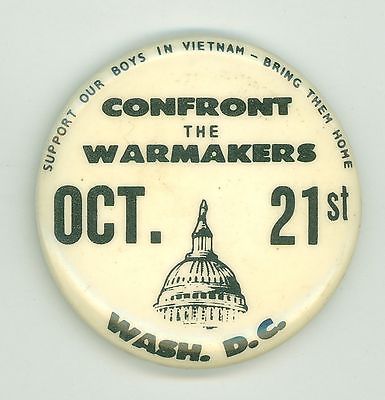 SUPPORT OUR BOYS IN VIETNAM - BRING THEM HOME
CONFRONT
THE
WARMAKERS
OCT. 21st
WASH. D.C.